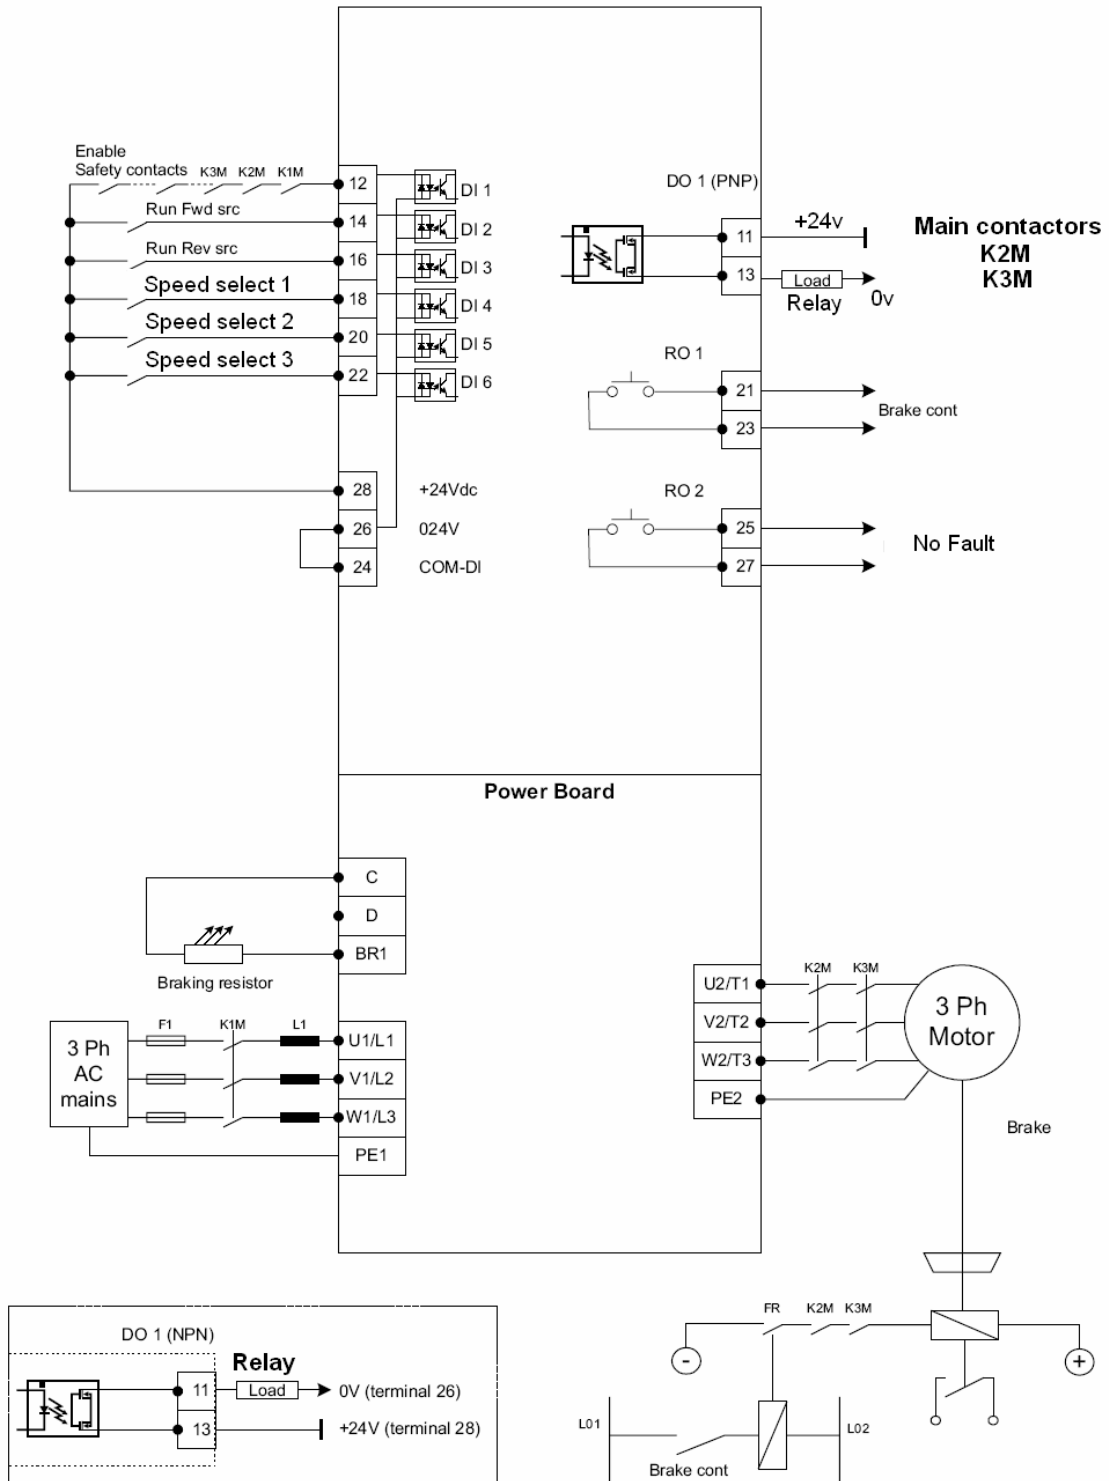 Enable
Safety contacts K3M K2M K1M
12
DI 1
DO 1 (PNP)
Run Fwd src
14
DI 2
11
+24v
Main contactors
K2M
K3M
Run Rev src
16
DI 3
13
Load
Relay
0v
Speed select 1
18
DI 4
Speed select 2
20
DI 5
Speed select 3
22
DI 6
RO 1
21
23
Brake cont
28
+24Vdc
26
024V
24
COM-DI
RO 2
25
27
No Fault
Power Board
C
D
BR1
Braking resistor
3 Ph
AC
mains
F1 K1M L1
U1/L1
V1/L2
W1/L3
PE1
U2/T1
V2/T2
W2/T3
PE2
K2M K3M
3 Ph
Motor
Brake
DO 1 (NPN)
Relay
11
Load
0V (terminal 26)
13
+24V (terminal 28)
FR K2M K3M
-
+
L01
L02
Brake cont